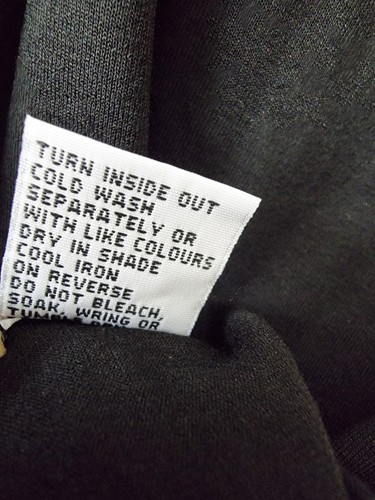 TURN INSIDE OUT
COLD WASH
SEPARATELY OR
WITH LIKE COLOURS
DRY IN SHADE
COOL IRON
ON REVERSE
DO NOT BLEACH,
SOAK, WRING OR